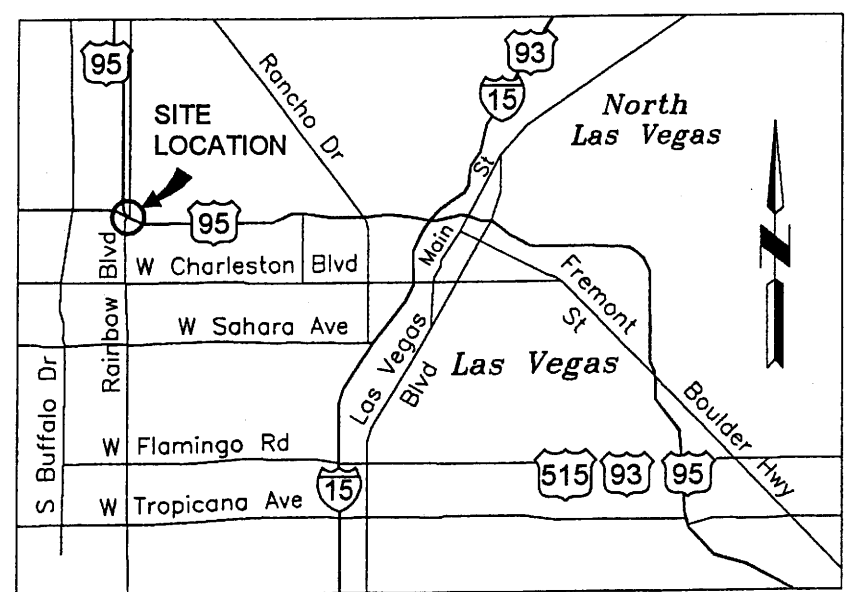 93
95
15
North
Las Vegas
SITE
LOCATION
Rancho Dr
95
Main St
W Charleston Blvd
Fremont St
W Sahara Ave
Rainbow Blvd
S Buffalo Dr
Las Vegas Blvd
Las Vegas
Boulder Hwy
W Flamingo Rd
15
515
93
95
W Tropicana Ave
N